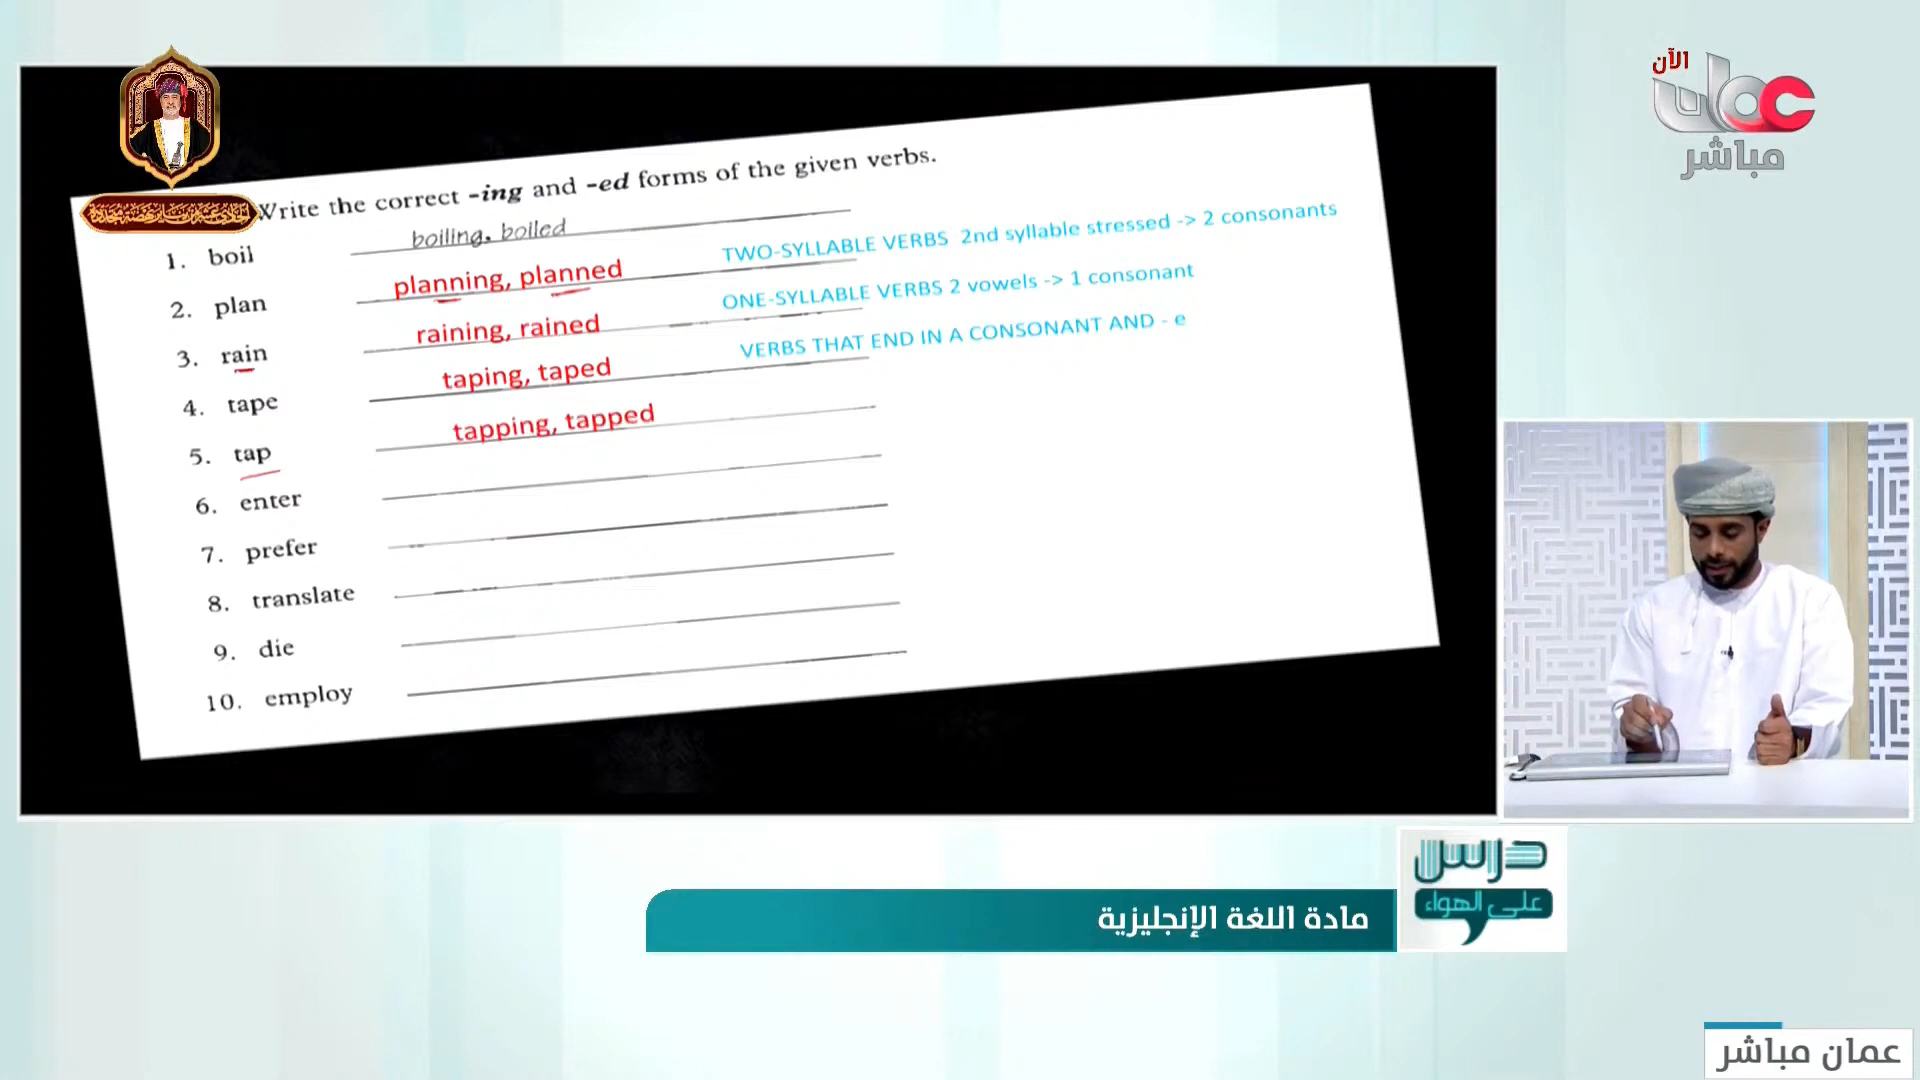 الآن
عمان
مباشر
Write the correct -ing and -ed forms of the given verbs.
1. boil boiling, boiled
2. plan planning, planned TWO-SYLLABLE VERBS 2nd syllable stressed -> 2 consonants
3. rain raining, rained ONE-SYLLABLE VERBS 2 vowels -> 1 consonant
4. tape taping, taped VERBS THAT END IN A CONSONANT AND - e
5. tap tapping, tapped
6. enter
7. prefer
8. translate
9. die
10. employ
درس
على الهواء
مادة اللغة الإنجليزية
عمان مباشر